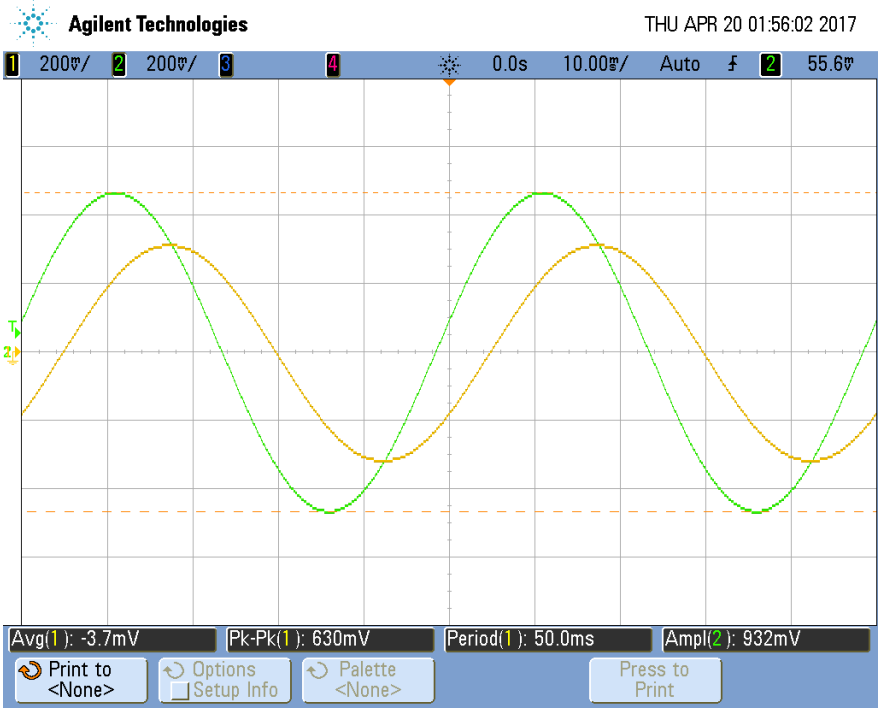 Agilent Technologies THU APR 20 01:56:02 2017
1 200mV/ 2 200mV/ 3 4 0.0s 10.00ms/ Auto 2 55.6mV
T
2
Avg(1): -3.7mV Pk-Pk(1): 630mV Period(1): 50.0ms Ampl(2): 932mV
Print to Options Palette Press to
<None> Setup Info <None> Print